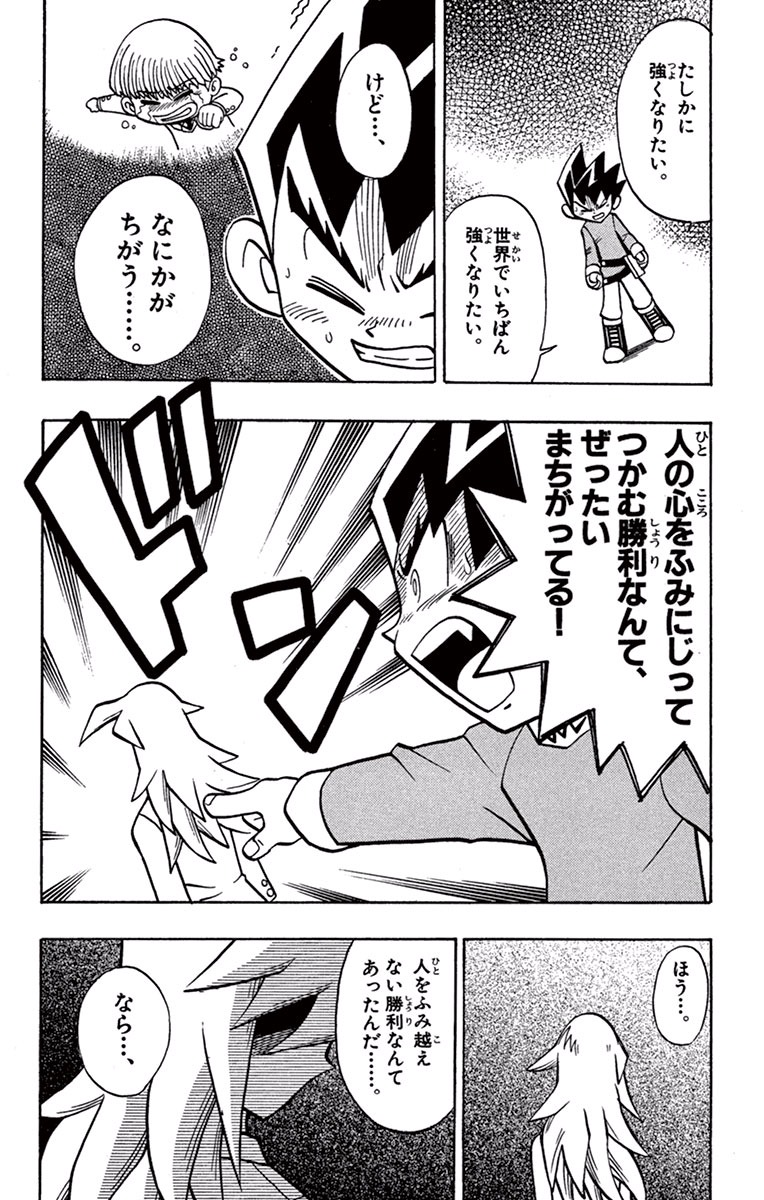 たしかに
強くなりたい。
世界でいちばん
強くなりたい。
けど…、
なにかが
ちがう……。
人の心をふみにじって
つかむ勝利なんて、
ぜったい
まちがってる!
ドン
ほう…。
人をふみ越え
ない勝利なんて
あったんだ……。
なら…、